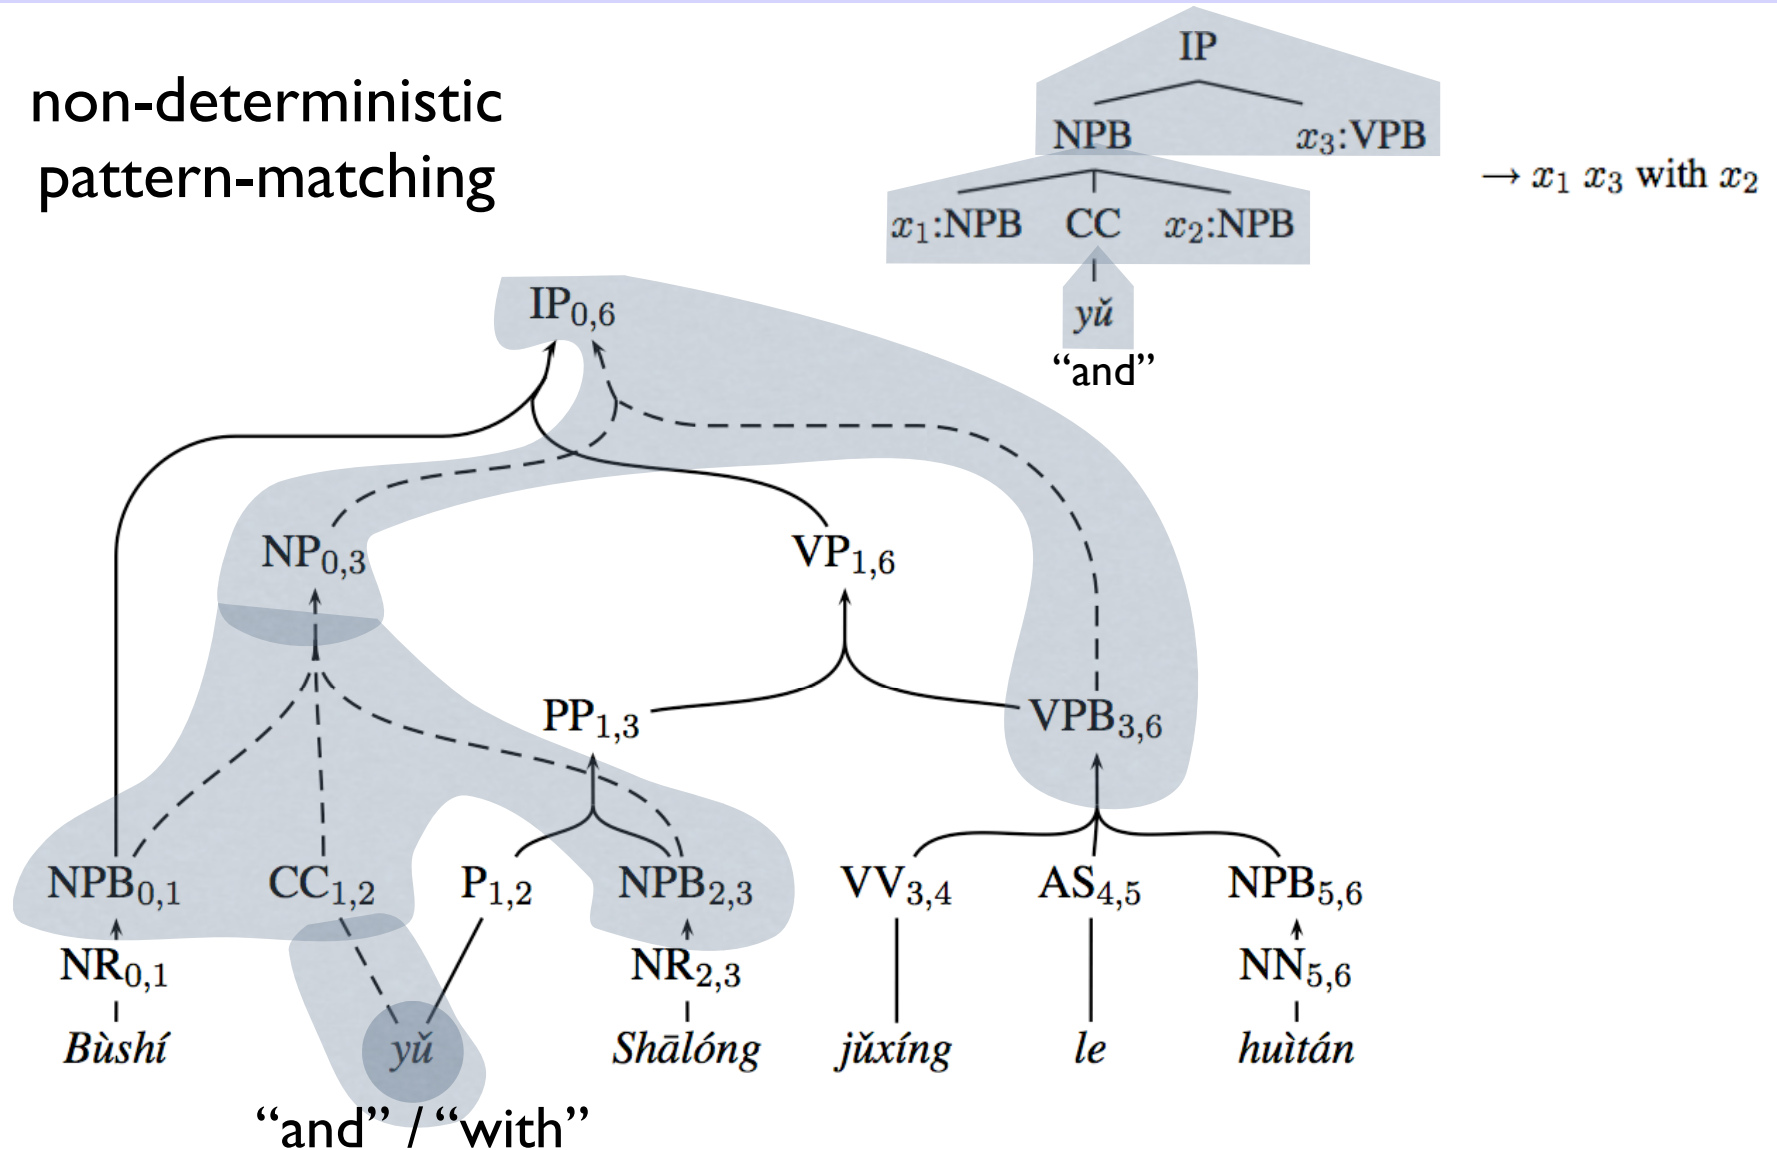 non-deterministic
pattern-matching
IP
NPB x₃:VPB
→ x₁ x₃ with x₂
x₁:NPB CC x₂:NPB
yǔ
“and”
IP₀,₆
NP₀,₃ VP₁,₆
PP₁,₃ VPB₃,₆
NPB₀,₁ CC₁,₂ P₁,₂ NPB₂,₃ VV₃,₄ AS₄,₅ NPB₅,₆
NR₀,₁ NR₂,₃ NN₅,₆
Bùshí yǔ Shālóng jǔxíng le huìtán
“and” / “with”